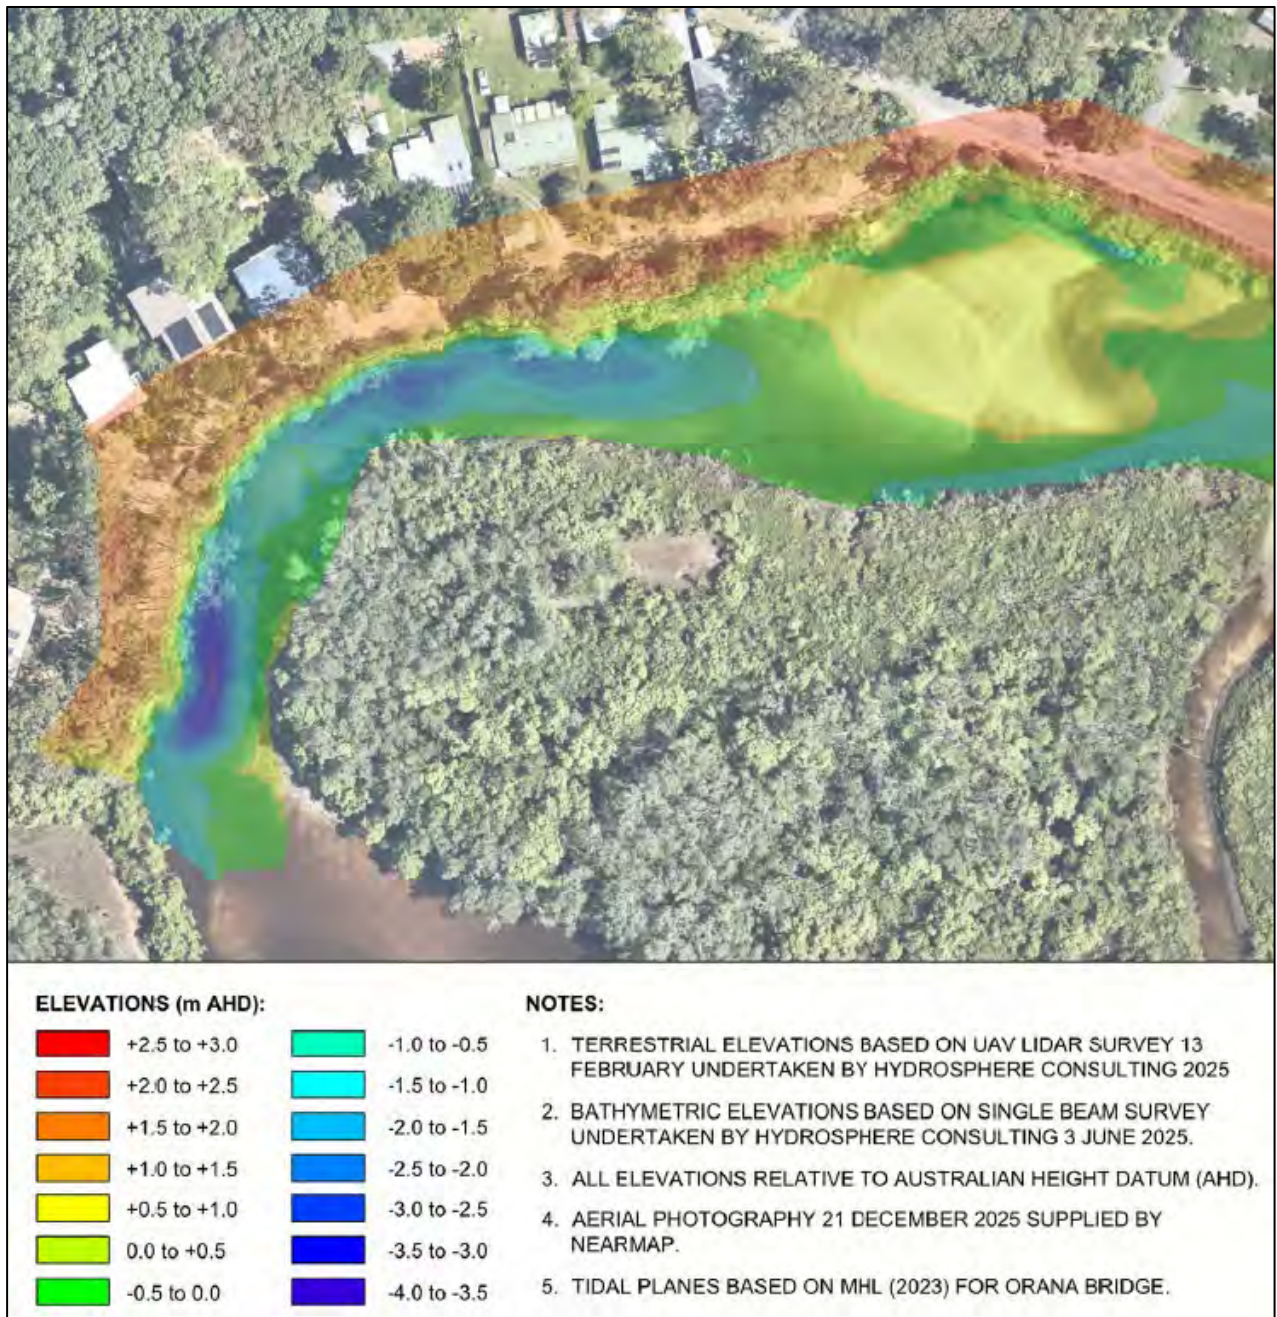 ELEVATIONS (m AHD):
+2.5 to +3.0
+2.0 to +2.5
+1.5 to +2.0
+1.0 to +1.5
+0.5 to +1.0
0.0 to +0.5
-0.5 to 0.0
-1.0 to -0.5
-1.5 to -1.0
-2.0 to -1.5
-2.5 to -2.0
-3.0 to -2.5
-3.5 to -3.0
-4.0 to -3.5
NOTES:
1. TERRESTRIAL ELEVATIONS BASED ON UAV LIDAR SURVEY 13
FEBRUARY UNDERTAKEN BY HYDROSPHERE CONSULTING 2025
2. BATHYMETRIC ELEVATIONS BASED ON SINGLE BEAM SURVEY
UNDERTAKEN BY HYDROSPHERE CONSULTING 3 JUNE 2025.
3. ALL ELEVATIONS RELATIVE TO AUSTRALIAN HEIGHT DATUM (AHD).
4. AERIAL PHOTOGRAPHY 21 DECEMBER 2025 SUPPLIED BY
NEARMAP.
5. TIDAL PLANES BASED ON MHL (2023) FOR ORANA BRIDGE.